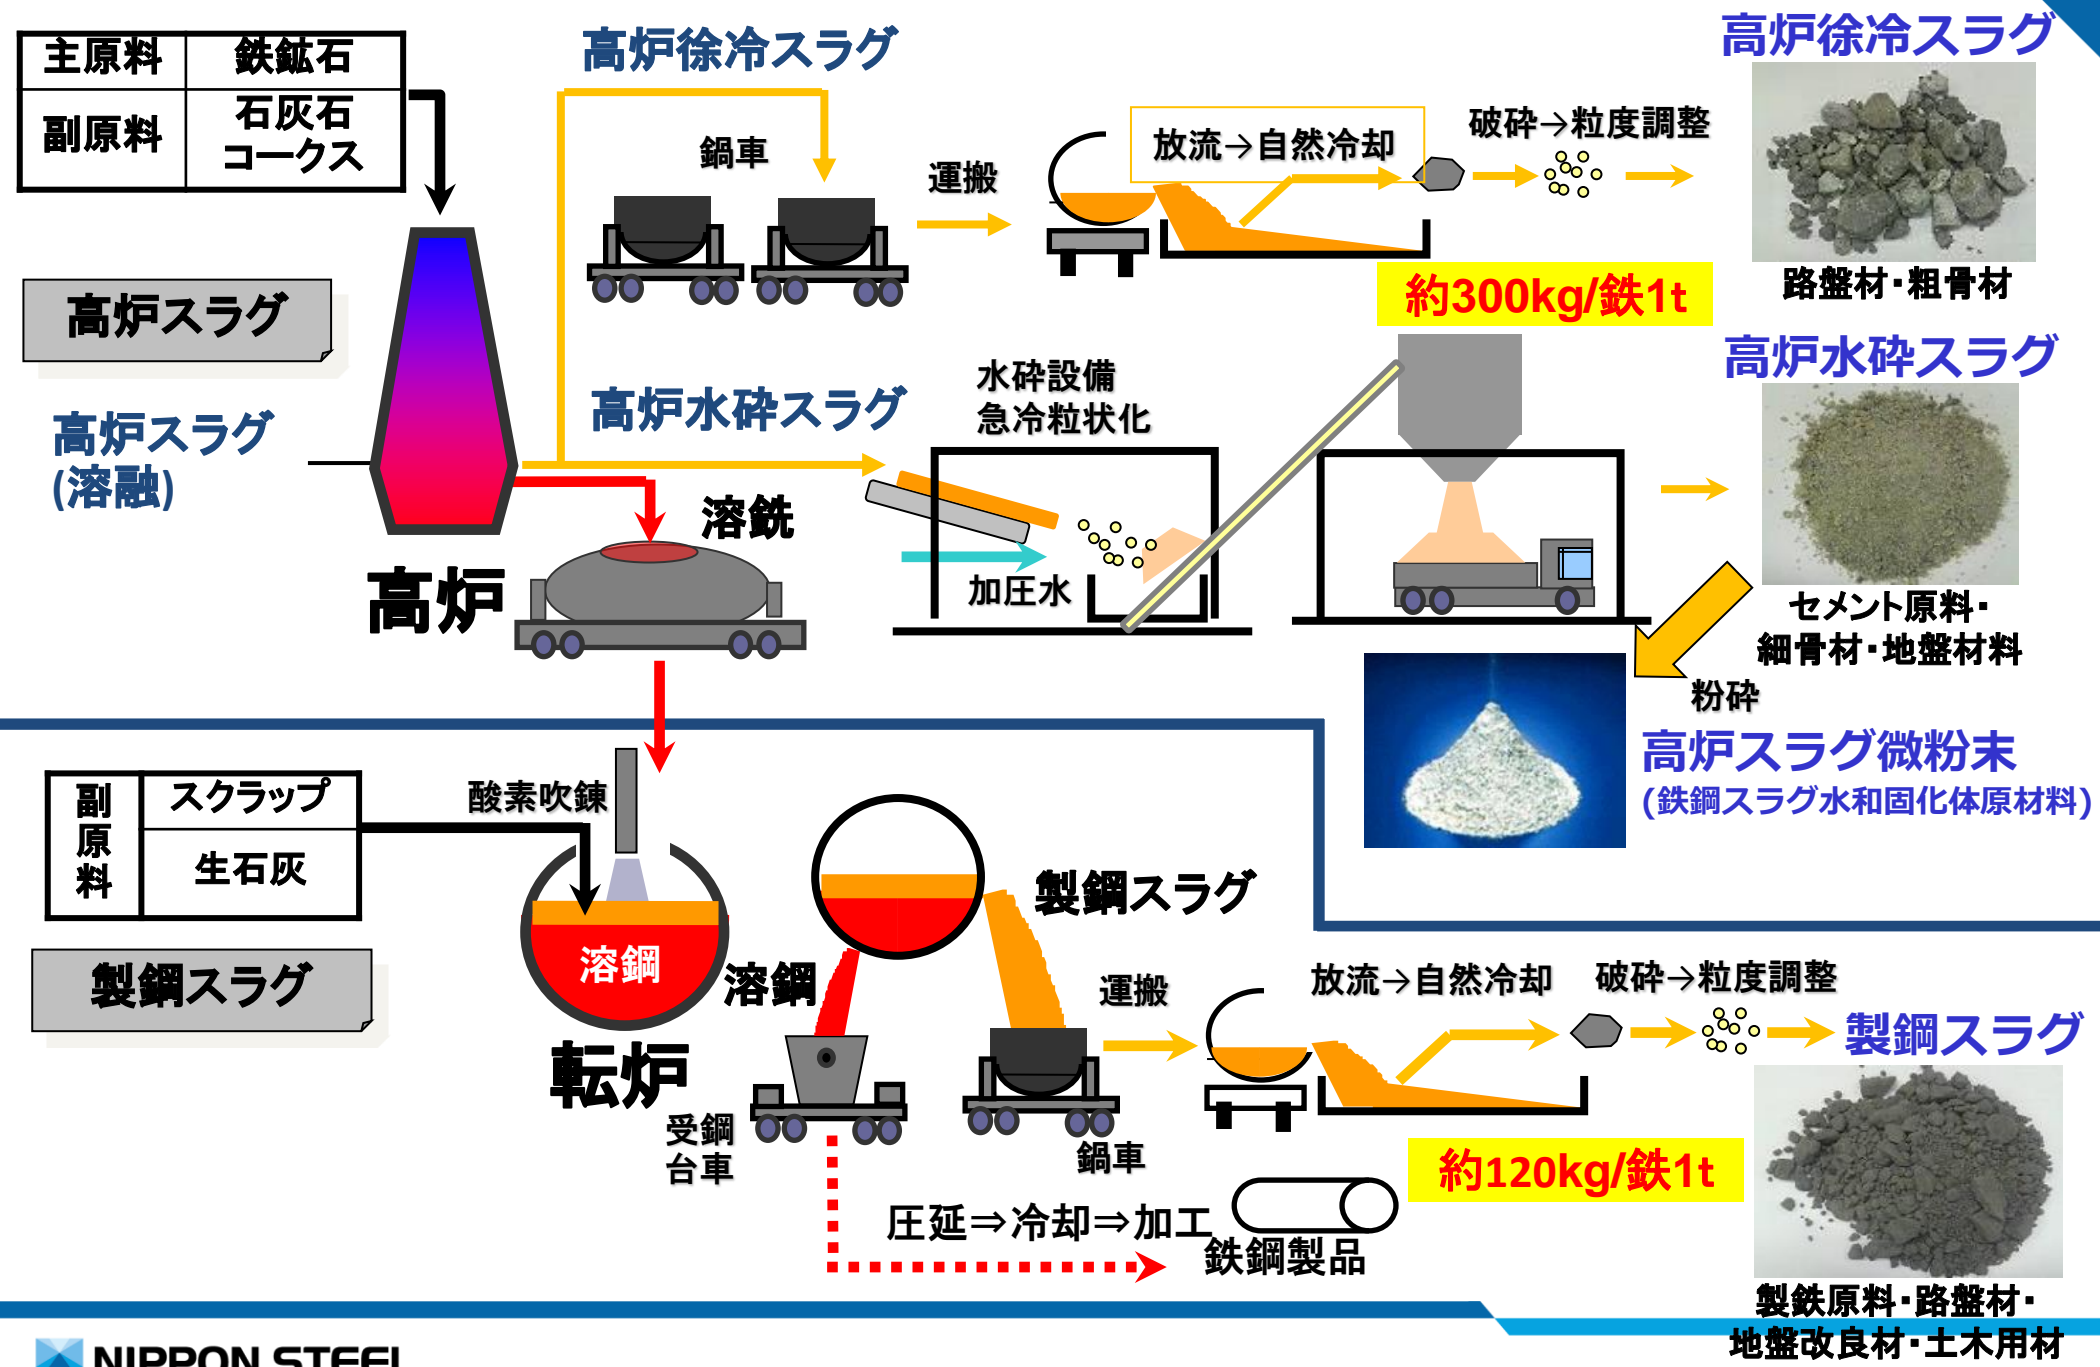 主原料 鉄鉱石
副原料 石灰石
コークス
高炉スラグ
高炉スラグ
(溶融)
高炉
高炉徐冷スラグ
鍋車
運搬
放流→自然冷却
破砕→粒度調整
高炉徐冷スラグ
路盤材・粗骨材
約300kg/鉄1t
高炉水砕スラグ
水砕設備
急冷粒状化
加圧水
溶銑
高炉水砕スラグ
セメント原料・
細骨材・地盤材料
粉砕
高炉スラグ微粉末
(鉄鋼スラグ水和固化体原材料)
副原料
スクラップ
生石灰
製鋼スラグ
酸素吹錬
溶鋼
転炉
溶鋼
製鋼スラグ
受鋼
台車
鍋車
運搬
放流→自然冷却
破砕→粒度調整
製鋼スラグ
約120kg/鉄1t
圧延⇒冷却⇒加工
鉄鋼製品
製鉄原料・路盤材・
地盤改良材・土木用材
NIPPON STEEL